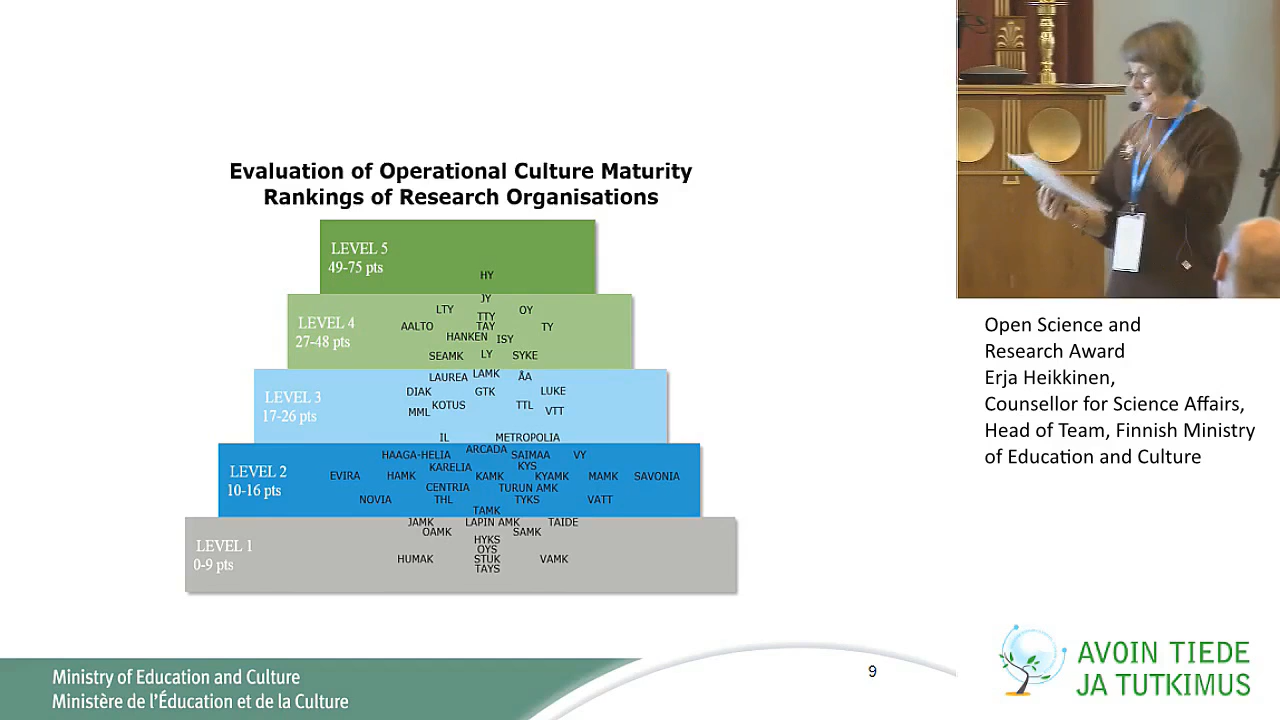 Evaluation of Operational Culture Maturity
Rankings of Research Organisations
LEVEL 5
49-75 pts
HY
LEVEL 4
27-48 pts
JY
LTY
OY
TTY
AALTO
TAY
TY
HANKEN
ISY
SEAMK
LY
SYKE
LEVEL 3
17-26 pts
LAMK
LAUREA
ÅA
DIAK
GTK
LUKE
KOTUS
TTL
MML
VTT
IL
METROPOLIA
LEVEL 2
10-16 pts
ARCADA
HAAGA-HELIA
SAIMAA
VY
KARELIA
KYS
EVIRA
HAMK
KAMK
KYAMK
MAMK
SAVONIA
CENTRIA
TURUN AMK
NOVIA
THL
TYKS
VATT
TAMK
LEVEL 1
0-9 pts
JAMK
LAPIN AMK
TAIDE
OAMK
SAMK
HYKS
OYS
HUMAK
STUK
VAMK
TAYS
Ministry of Education and Culture
Ministère de l'Éducation et de la Culture
9
Open Science and
Research Award
Erja Heikkinen,
Counsellor for Science Affairs,
Head of Team, Finnish Ministry
of Education and Culture
AVOIN TIEDE
JA TUTKIMUS